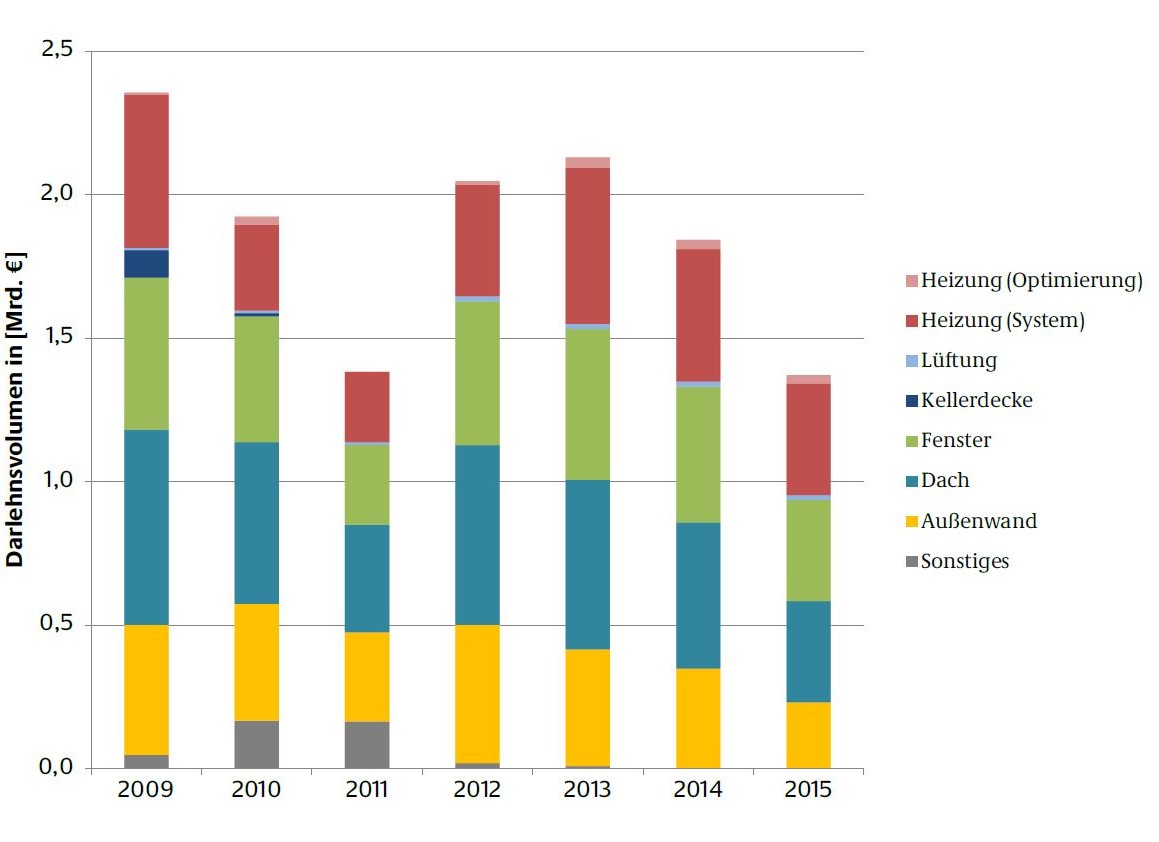 2,5
2,0
1,5
1,0
0,5
0,0
Darlehnsvolumen in [Mrd. €]
2009 2010 2011 2012 2013 2014 2015
Heizung (Optimierung)
Heizung (System)
Lüftung
Kellerdecke
Fenster
Dach
Außenwand
Sonstiges